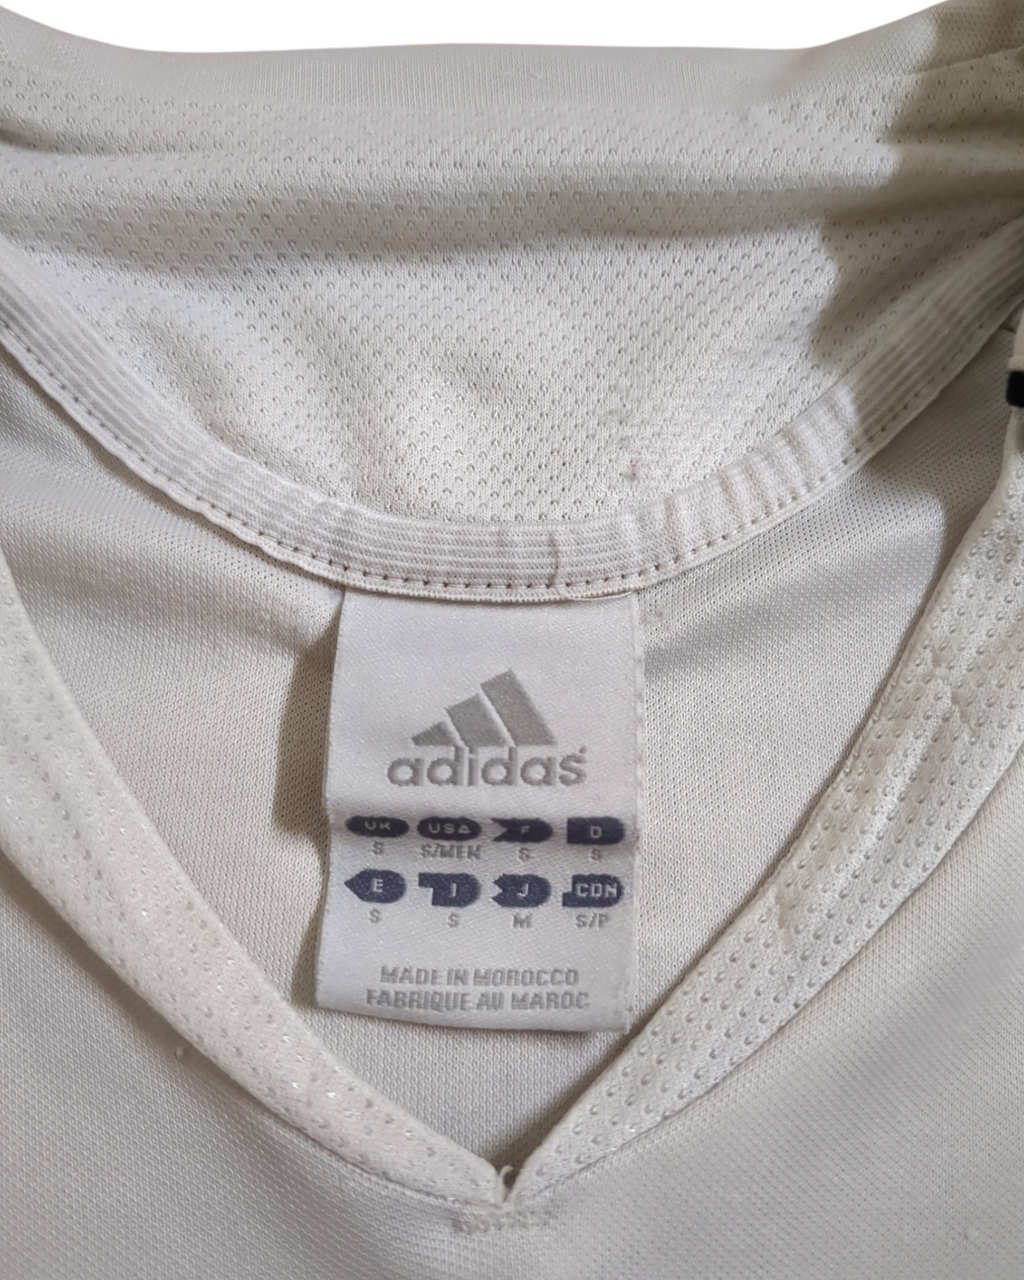 adidas
UK USA F D
S S/MEN S S
E I J CDN
S S M S/P
MADE IN MOROCCO
FABRIQUE AU MAROC